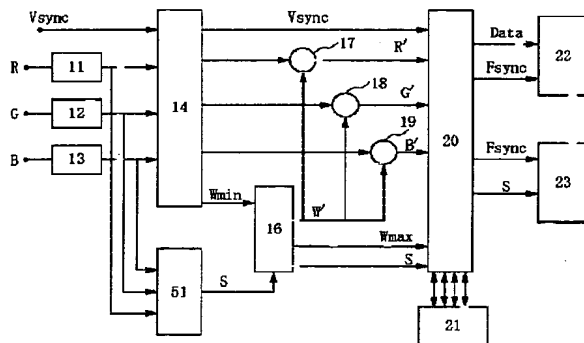 Vsync
Vsync
17
R'
Data
R
11
22
18
Fsync
G'
G
12
14
19
B'
20
B
13
Fsync
Wmin
W'
23
16
Wmax
S
S
51
S
21